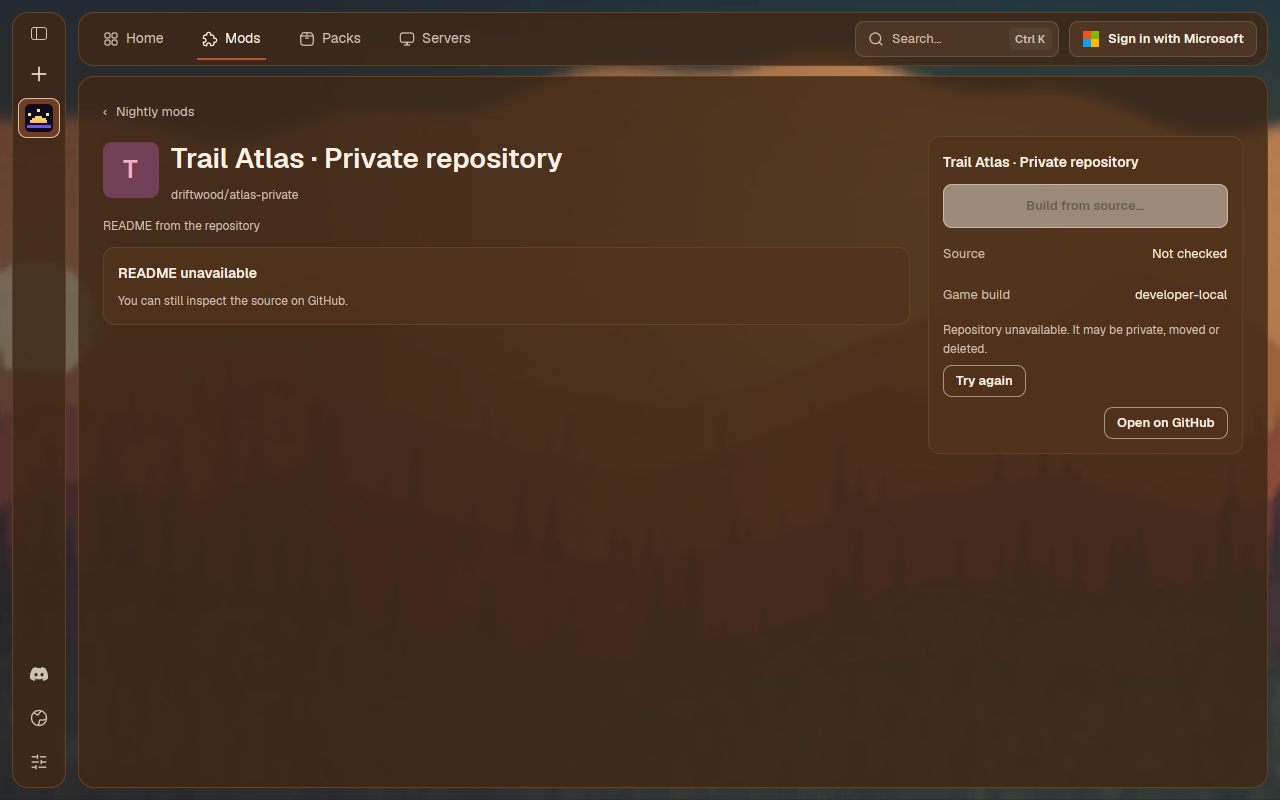 Home
Mods
Packs
Servers
Search...
Ctrl K
Sign in with Microsoft
‹ Nightly mods
T
Trail Atlas · Private repository
driftwood/atlas-private
README from the repository
README unavailable
You can still inspect the source on GitHub.
Trail Atlas · Private repository
Build from source...
Source
Not checked
Game build
developer-local
Repository unavailable. It may be private, moved or
deleted.
Try again
Open on GitHub